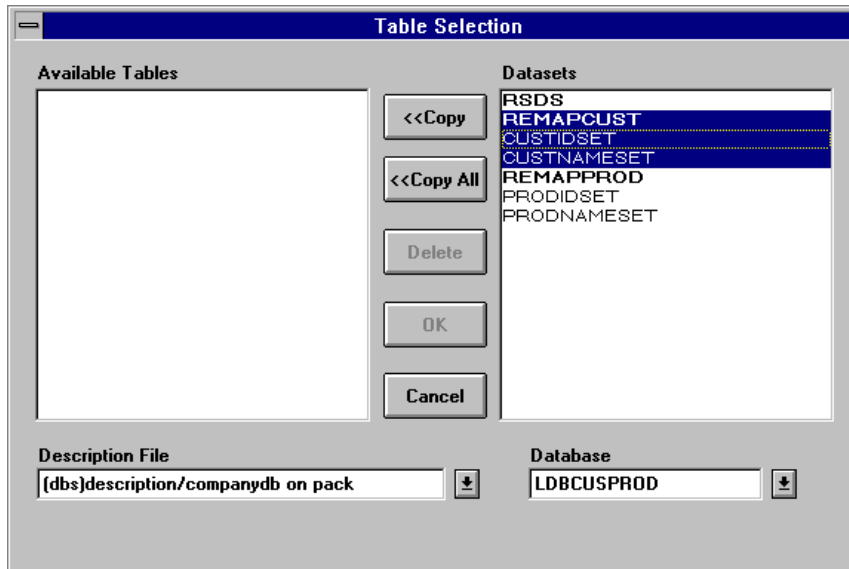 Table Selection
Available Tables
Datasets
<<Copy
<<Copy All
Delete
OK
Cancel
RSDS
REMAPCUST
CUSTIDSET
CUSTNAMESET
REMAPPROD
PRODIDSET
PRODNAMESET
Description File
(dbs)description/companydb on pack
Database
LDBCUSPROD